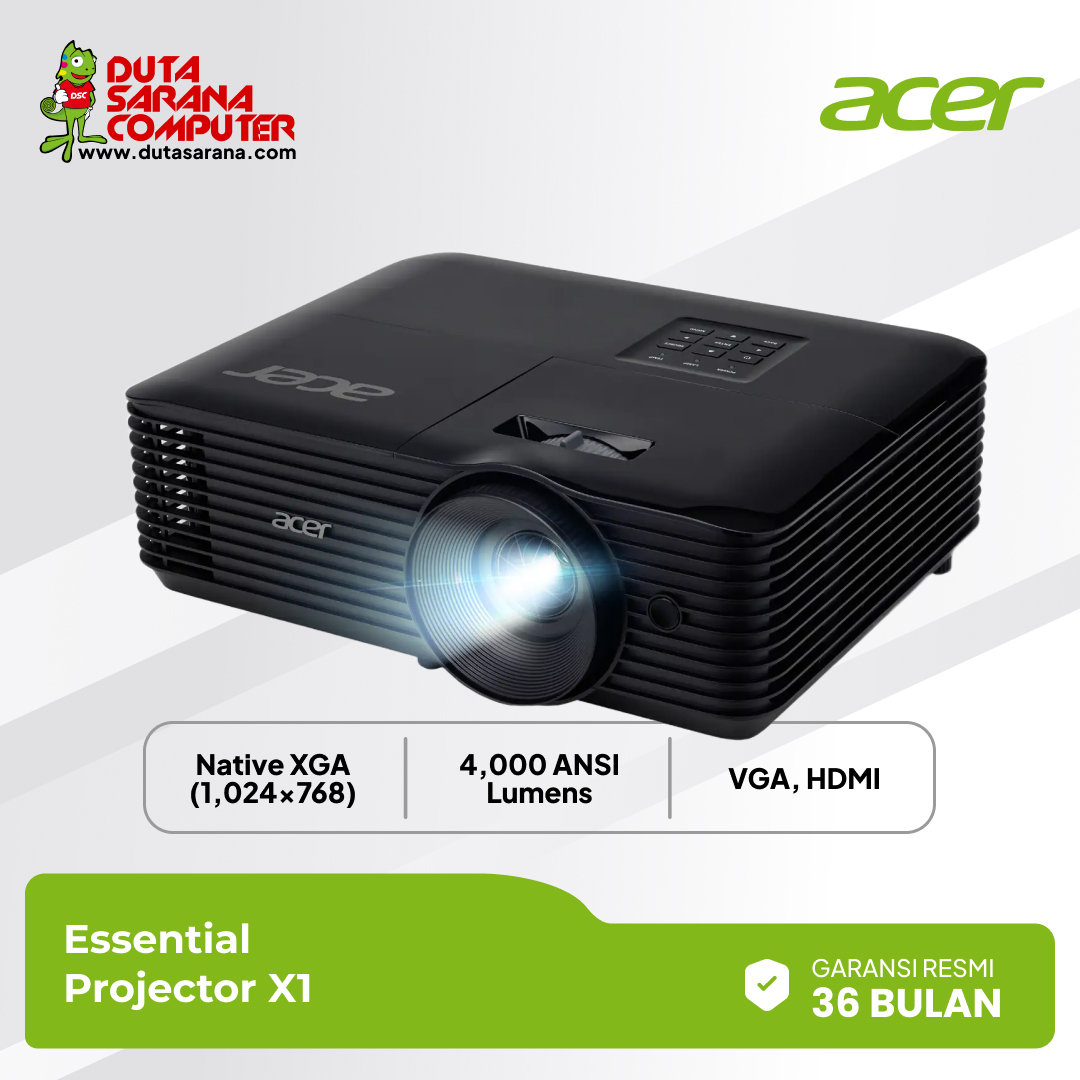 DUTA
SARANA
COMPUTER
www.dutasarana.com
DSC
acer
acer
acer
Native XGA
(1,024×768)
4,000 ANSI
Lumens
VGA, HDMI
Essential
Projector X1
GARANSI RESMI
36 BULAN